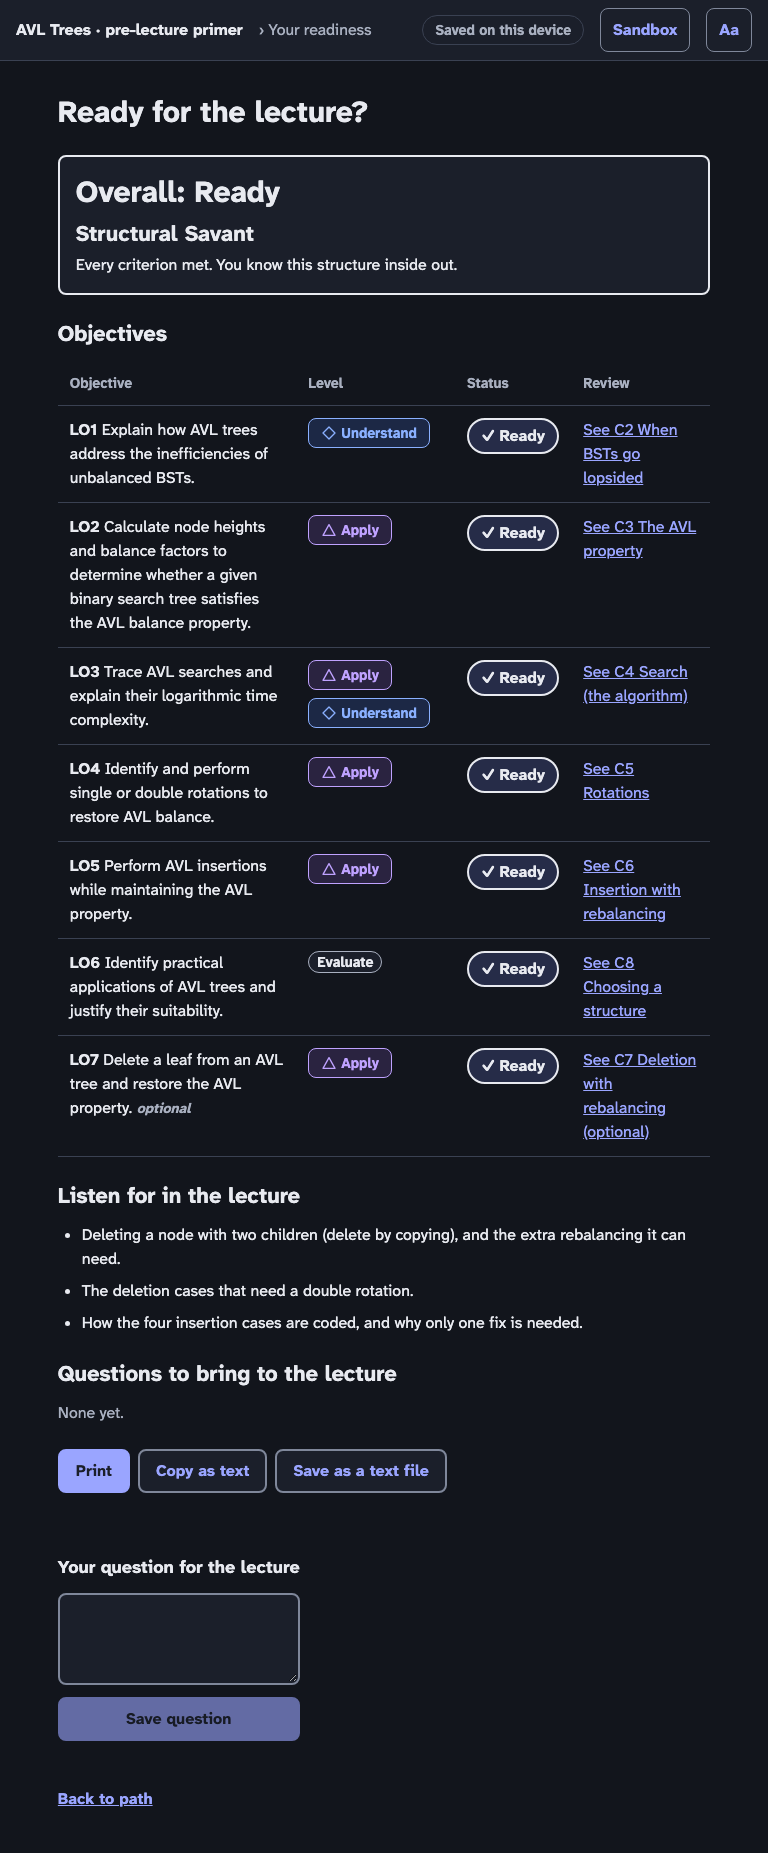 AVL Trees · pre-lecture primer › Your readiness Saved on this device Sandbox Aa
Ready for the lecture?
Overall: Ready
Structural Savant
Every criterion met. You know this structure inside out.
Objectives
Objective Level Status Review
LO1 Explain how AVL trees
address the inefficiencies of
unbalanced BSTs.
◇ Understand
✓ Ready
See C2 When
BSTs go
lopsided
LO2 Calculate node heights
and balance factors to
determine whether a given
binary search tree satisfies
the AVL balance property.
△ Apply
✓ Ready
See C3 The AVL
property
LO3 Trace AVL searches and
explain their logarithmic time
complexity.
△ Apply
◇ Understand
✓ Ready
See C4 Search
(the algorithm)
LO4 Identify and perform
single or double rotations to
restore AVL balance.
△ Apply
✓ Ready
See C5
Rotations
LO5 Perform AVL insertions
while maintaining the AVL
property.
△ Apply
✓ Ready
See C6
Insertion with
rebalancing
LO6 Identify practical
applications of AVL trees and
justify their suitability.
Evaluate
✓ Ready
See C8
Choosing a
structure
LO7 Delete a leaf from an AVL
tree and restore the AVL
property. optional
△ Apply
✓ Ready
See C7 Deletion
with
rebalancing
(optional)
Listen for in the lecture
• Deleting a node with two children (delete by copying), and the extra rebalancing it can
need.
• The deletion cases that need a double rotation.
• How the four insertion cases are coded, and why only one fix is needed.
Questions to bring to the lecture
None yet.
Print Copy as text Save as a text file
Your question for the lecture
Save question
Back to path